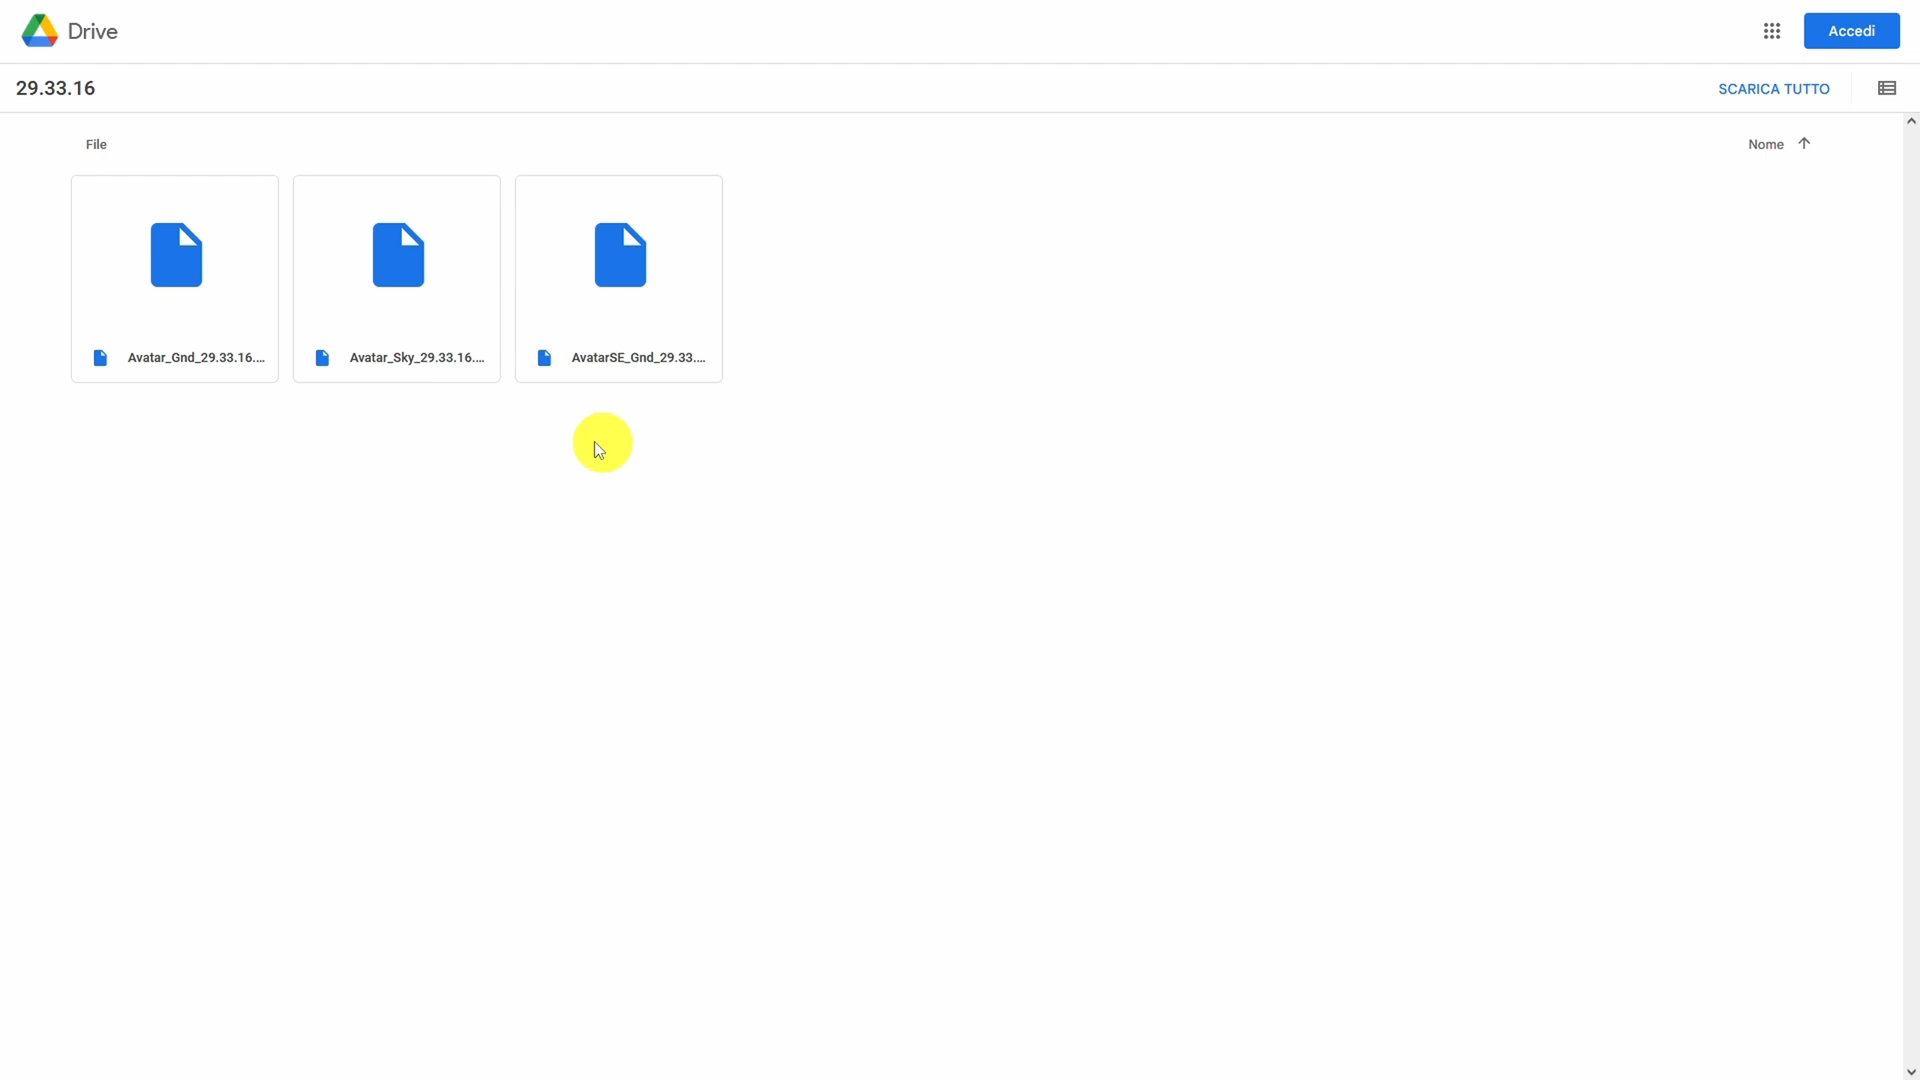 Drive
Accedi
29.33.16
SCARICA TUTTO
File
Nome
Avatar_Gnd_29.33.16....
Avatar_Sky_29.33.16....
AvatarSE_Gnd_29.33....